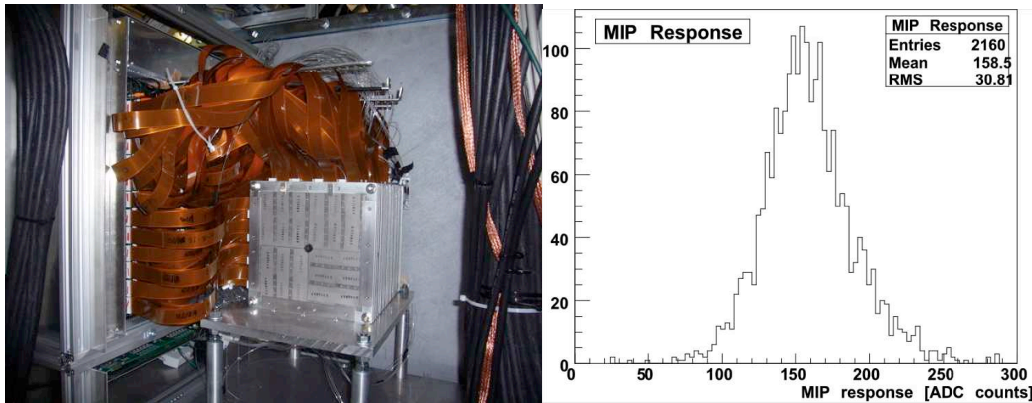 MIP Response
MIP Response
Entries 2160
Mean 158.5
RMS 30.81
100
80
60
40
20
0
0 50 100 150 200 250 300
MIP response [ADC counts]